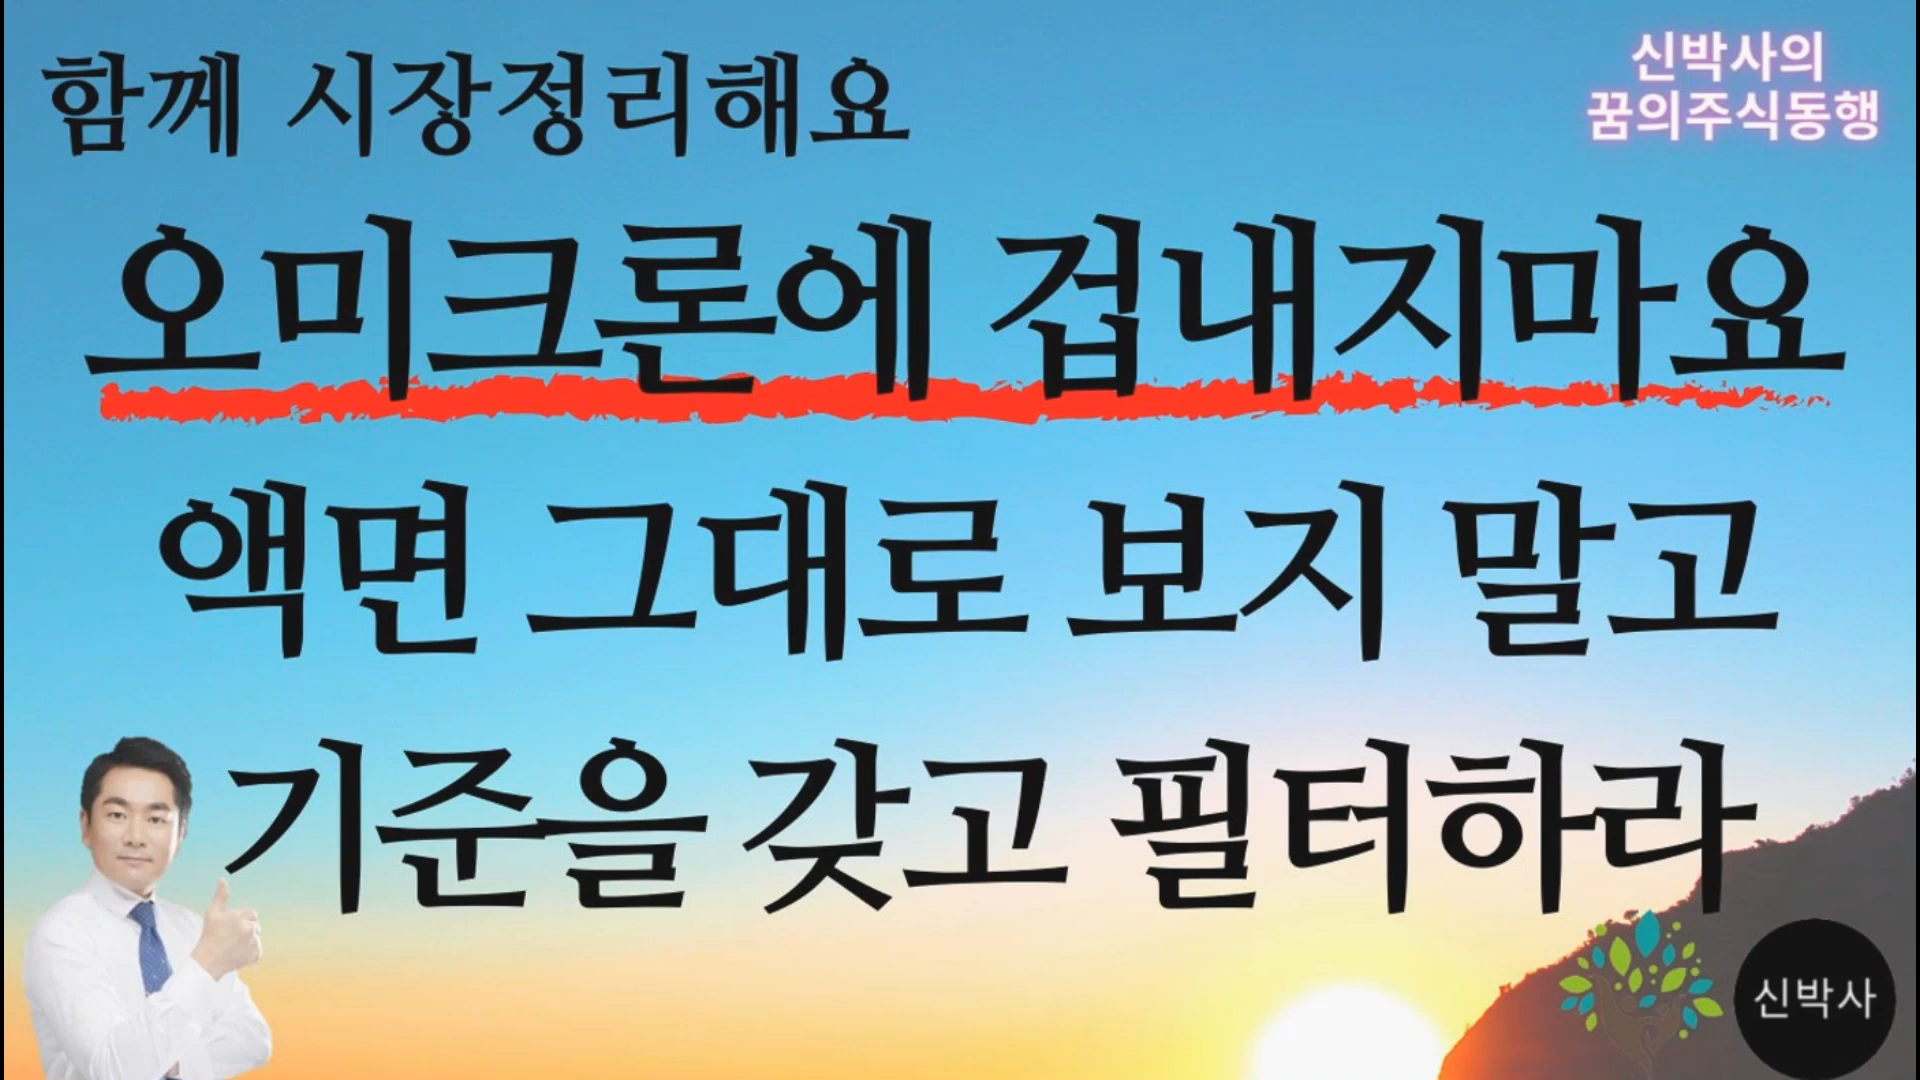 함께 시장정리해요
신박사의
꿈의주식동행
오미크론에 겁내지마요
액면 그대로 보지 말고
기준을 갖고 필터하라
신박사